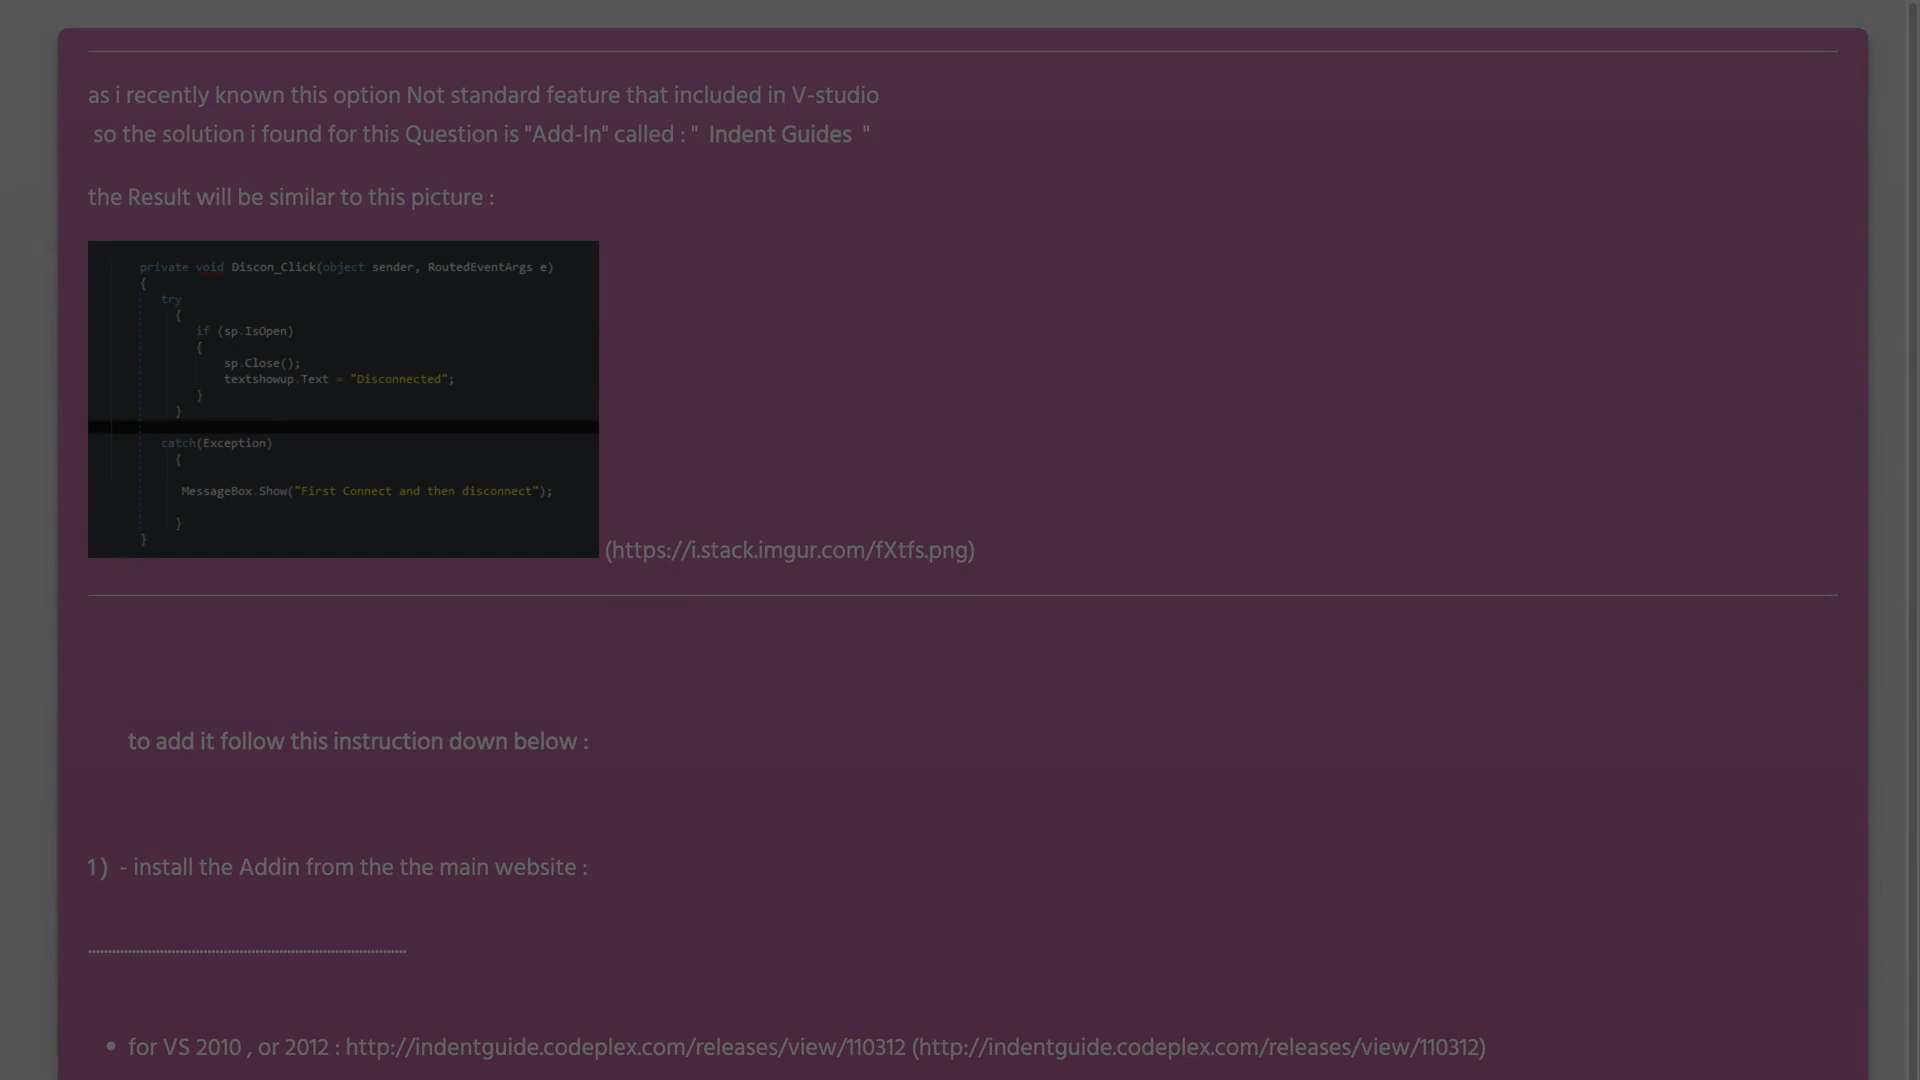 as i recently known this option Not standard feature that included in V-studio
so the solution i found for this Question is "Add-In" called : " Indent Guides "
the Result will be similar to this picture :
private void Discon_Click(object sender, RoutedEventArgs e)
{
try
{
if (sp.IsOpen)
{
sp.Close();
textshowup.Text = "Disconnected";
}
}
catch(Exception)
{
MessageBox.Show("First Connect and then disconnect");
}
}
(https://i.stack.imgur.com/fXtfs.png)
to add it follow this instruction down below :
1) - install the Addin from the the main website :
• for VS 2010 , or 2012 : http://indentguide.codeplex.com/releases/view/110312 (http://indentguide.codeplex.com/releases/view/110312)